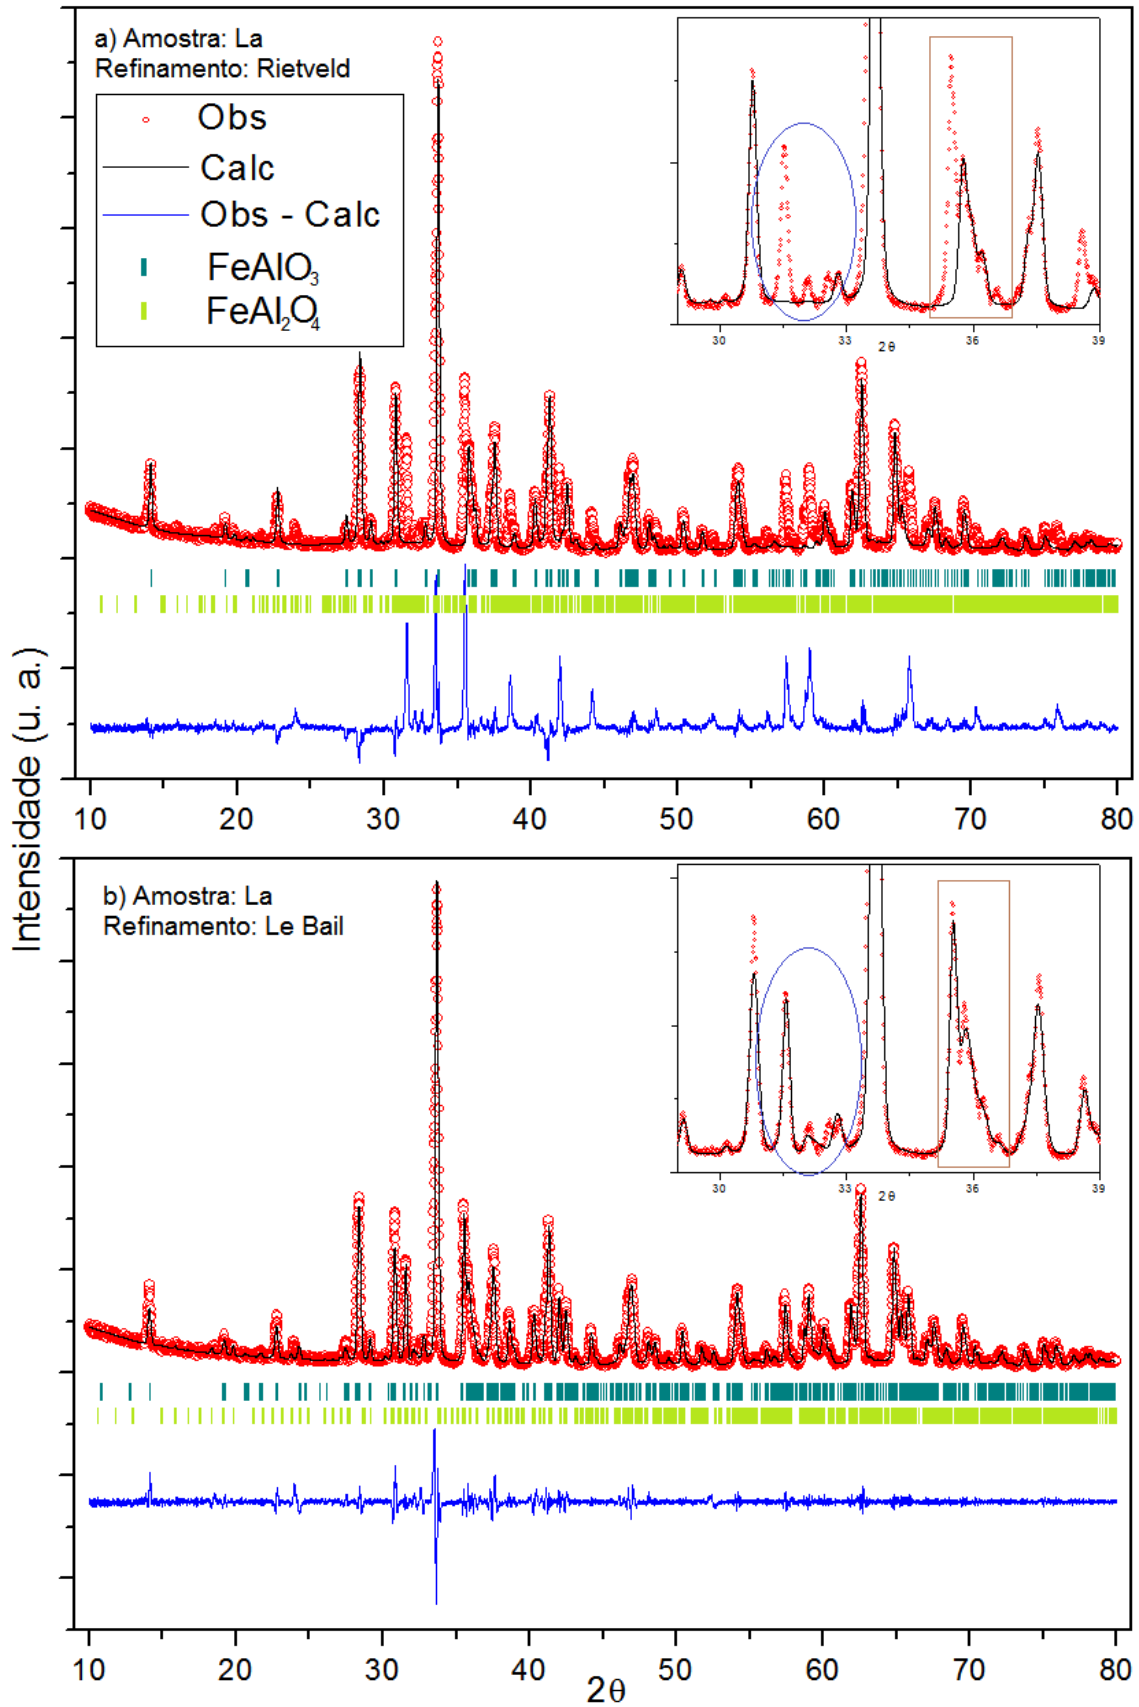 a) Amostra: La
Refinamento: Rietveld
Obs
Calc
Obs - Calc
FeAlO₃
FeAl₂O₄
30 33 36 39
2θ
10 20 30 40 50 60 70 80
Intensidade (u. a.)
b) Amostra: La
Refinamento: Le Bail
30 33 36 39
2θ
10 20 30 40 50 60 70 80
2θ